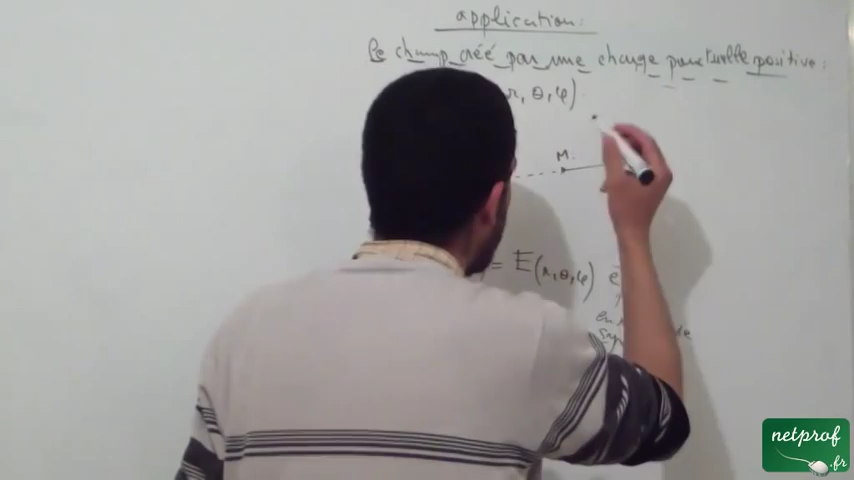 application:
le champ créé par une charge ponctuelle positive :
r, θ, φ)
M.
= E(r,θ,φ) e
netprof
.fr